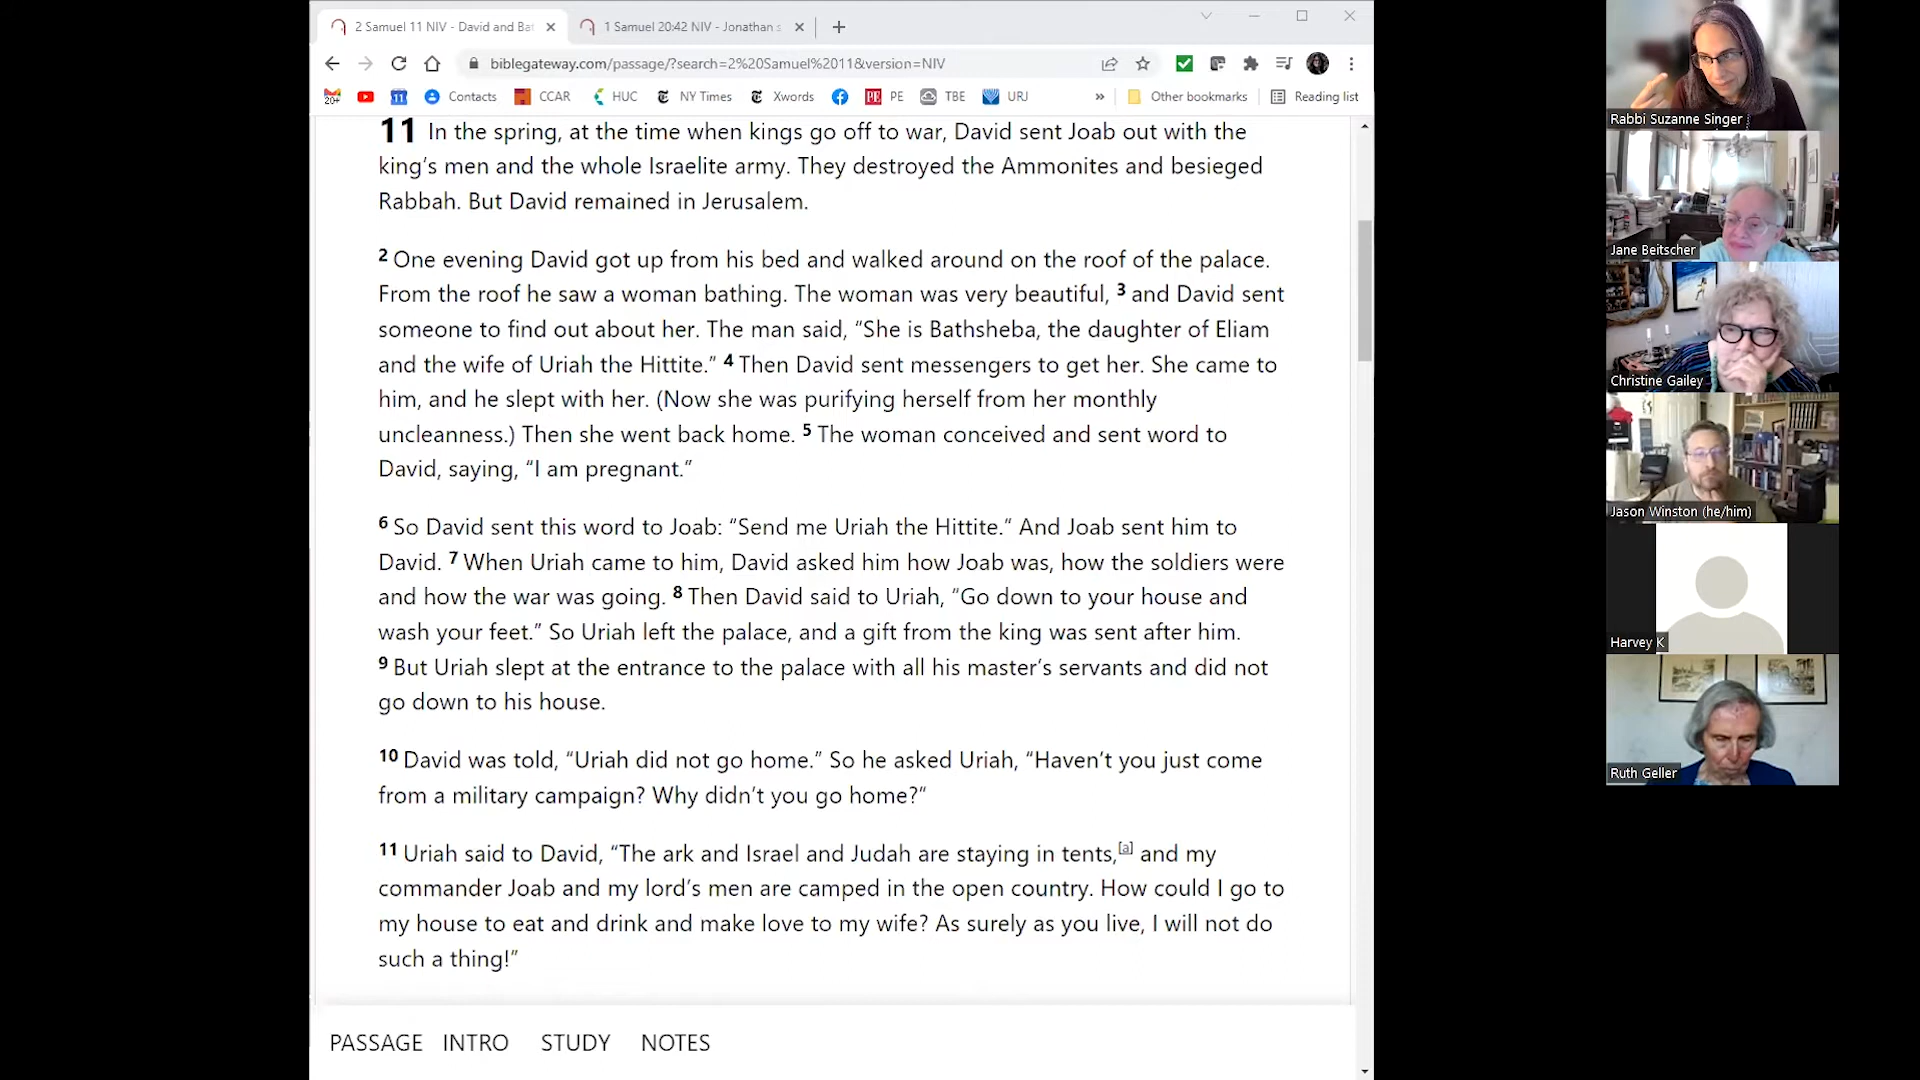 2 Samuel 11 NIV - David and Bat
1 Samuel 20:42 NIV - Jonathan s
biblegateway.com/passage/?search=2%20Samuel%2011&version=NIV
20+
11
Contacts
CCAR
HUC
NY Times
Xwords
PE
PE
TBE
URJ
»
Other bookmarks
Reading list
11 In the spring, at the time when kings go off to war, David sent Joab out with the
king’s men and the whole Israelite army. They destroyed the Ammonites and besieged
Rabbah. But David remained in Jerusalem.
2 One evening David got up from his bed and walked around on the roof of the palace.
From the roof he saw a woman bathing. The woman was very beautiful, 3 and David sent
someone to find out about her. The man said, “She is Bathsheba, the daughter of Eliam
and the wife of Uriah the Hittite.” 4 Then David sent messengers to get her. She came to
him, and he slept with her. (Now she was purifying herself from her monthly
uncleanness.) Then she went back home. 5 The woman conceived and sent word to
David, saying, “I am pregnant.”
6 So David sent this word to Joab: “Send me Uriah the Hittite.” And Joab sent him to
David. 7 When Uriah came to him, David asked him how Joab was, how the soldiers were
and how the war was going. 8 Then David said to Uriah, “Go down to your house and
wash your feet.” So Uriah left the palace, and a gift from the king was sent after him.
9 But Uriah slept at the entrance to the palace with all his master’s servants and did not
go down to his house.
10 David was told, “Uriah did not go home.” So he asked Uriah, “Haven’t you just come
from a military campaign? Why didn’t you go home?”
11 Uriah said to David, “The ark and Israel and Judah are staying in tents,[a] and my
commander Joab and my lord’s men are camped in the open country. How could I go to
my house to eat and drink and make love to my wife? As surely as you live, I will not do
such a thing!”
PASSAGE INTRO STUDY NOTES
Rabbi Suzanne Singer
Jane Beitscher
Christine Gailey
Jason Winston (he/him)
Harvey K
Ruth Geller